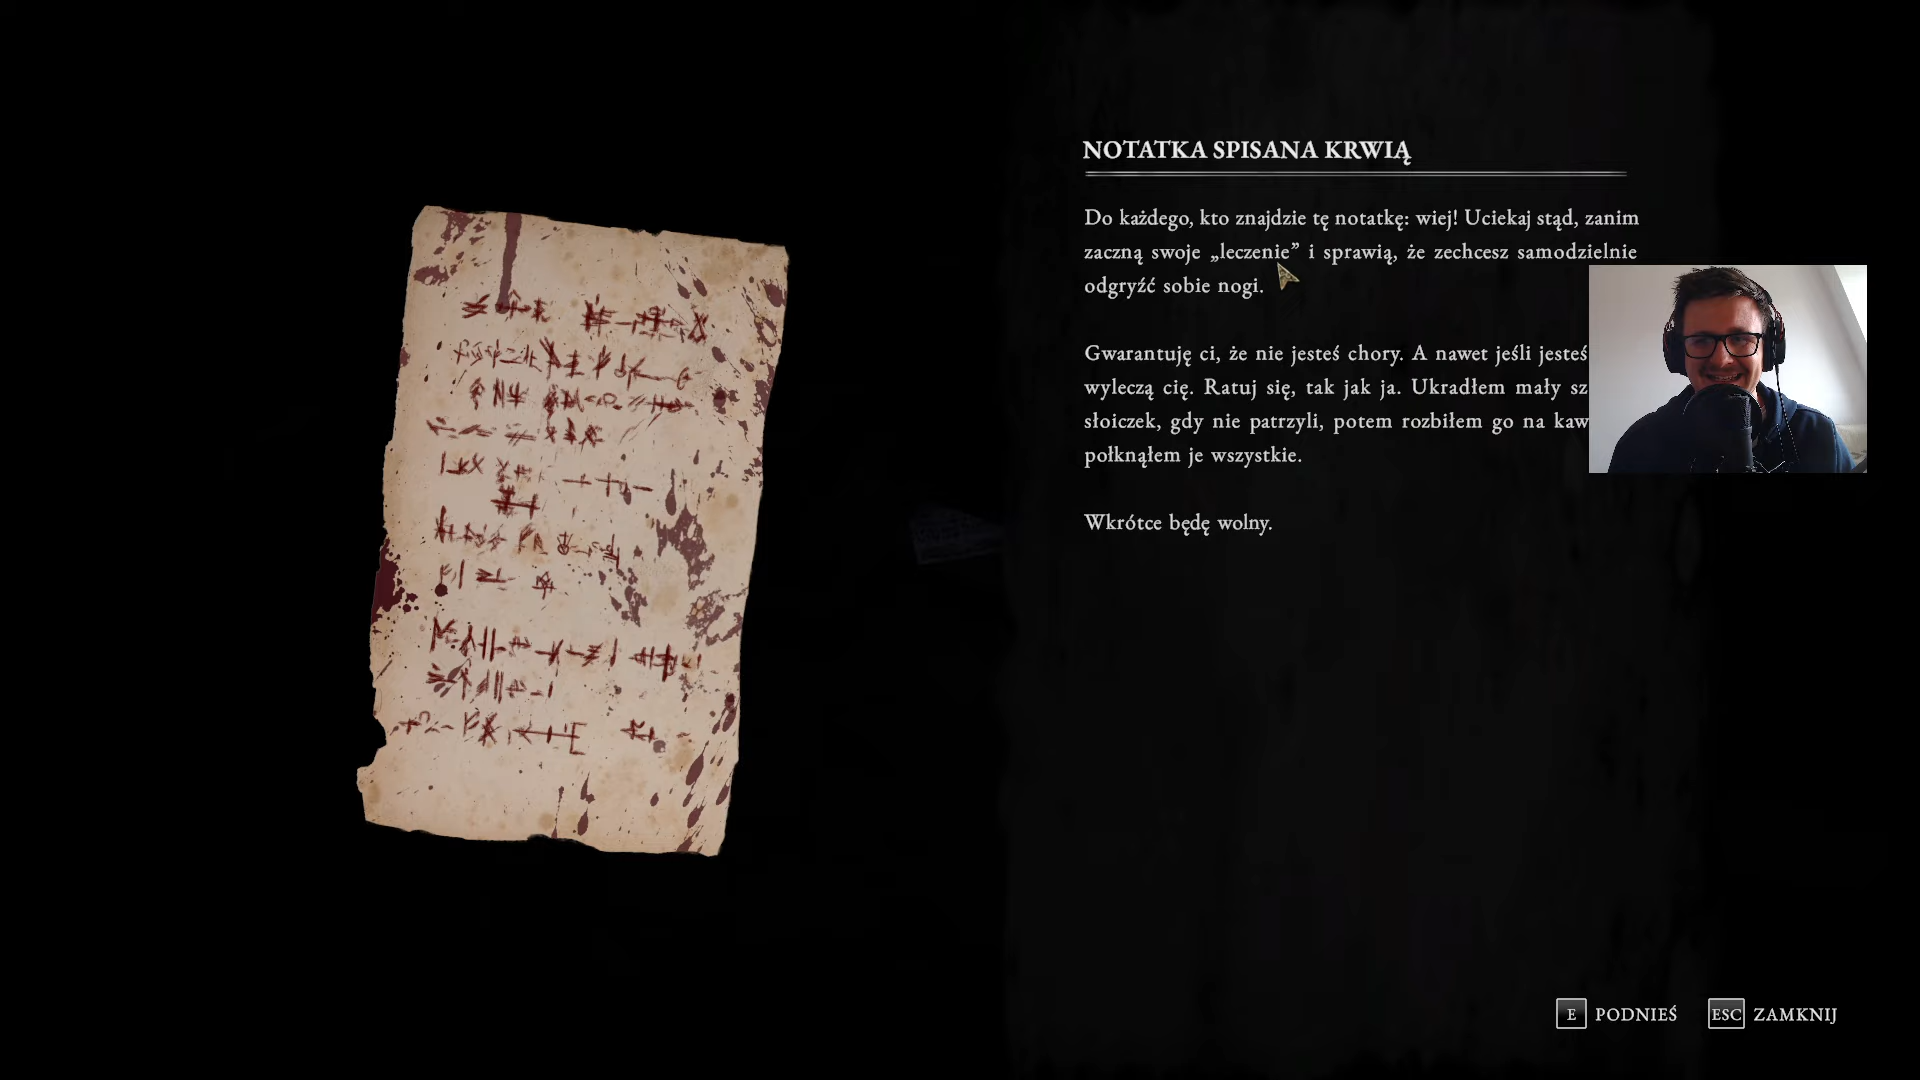 NOTATKA SPISANA KRWIĄ
Do każdego, kto znajdzie tę notatkę: wiej! Uciekaj stąd, zanim
zaczną swoje „leczenie” i sprawią, że zechcesz samodzielnie
odgryźć sobie nogi.
Gwarantuję ci, że nie jesteś chory. A nawet jeśli jesteś
wyleczą cię. Ratuj się, tak jak ja. Ukradłem mały
słoiczek, gdy nie patrzyli, potem rozbiłem go na
połknąłem je wszystkie.
Wkrótce będę wolny.
E PODNIEŚ
ESC ZAMKNIJ